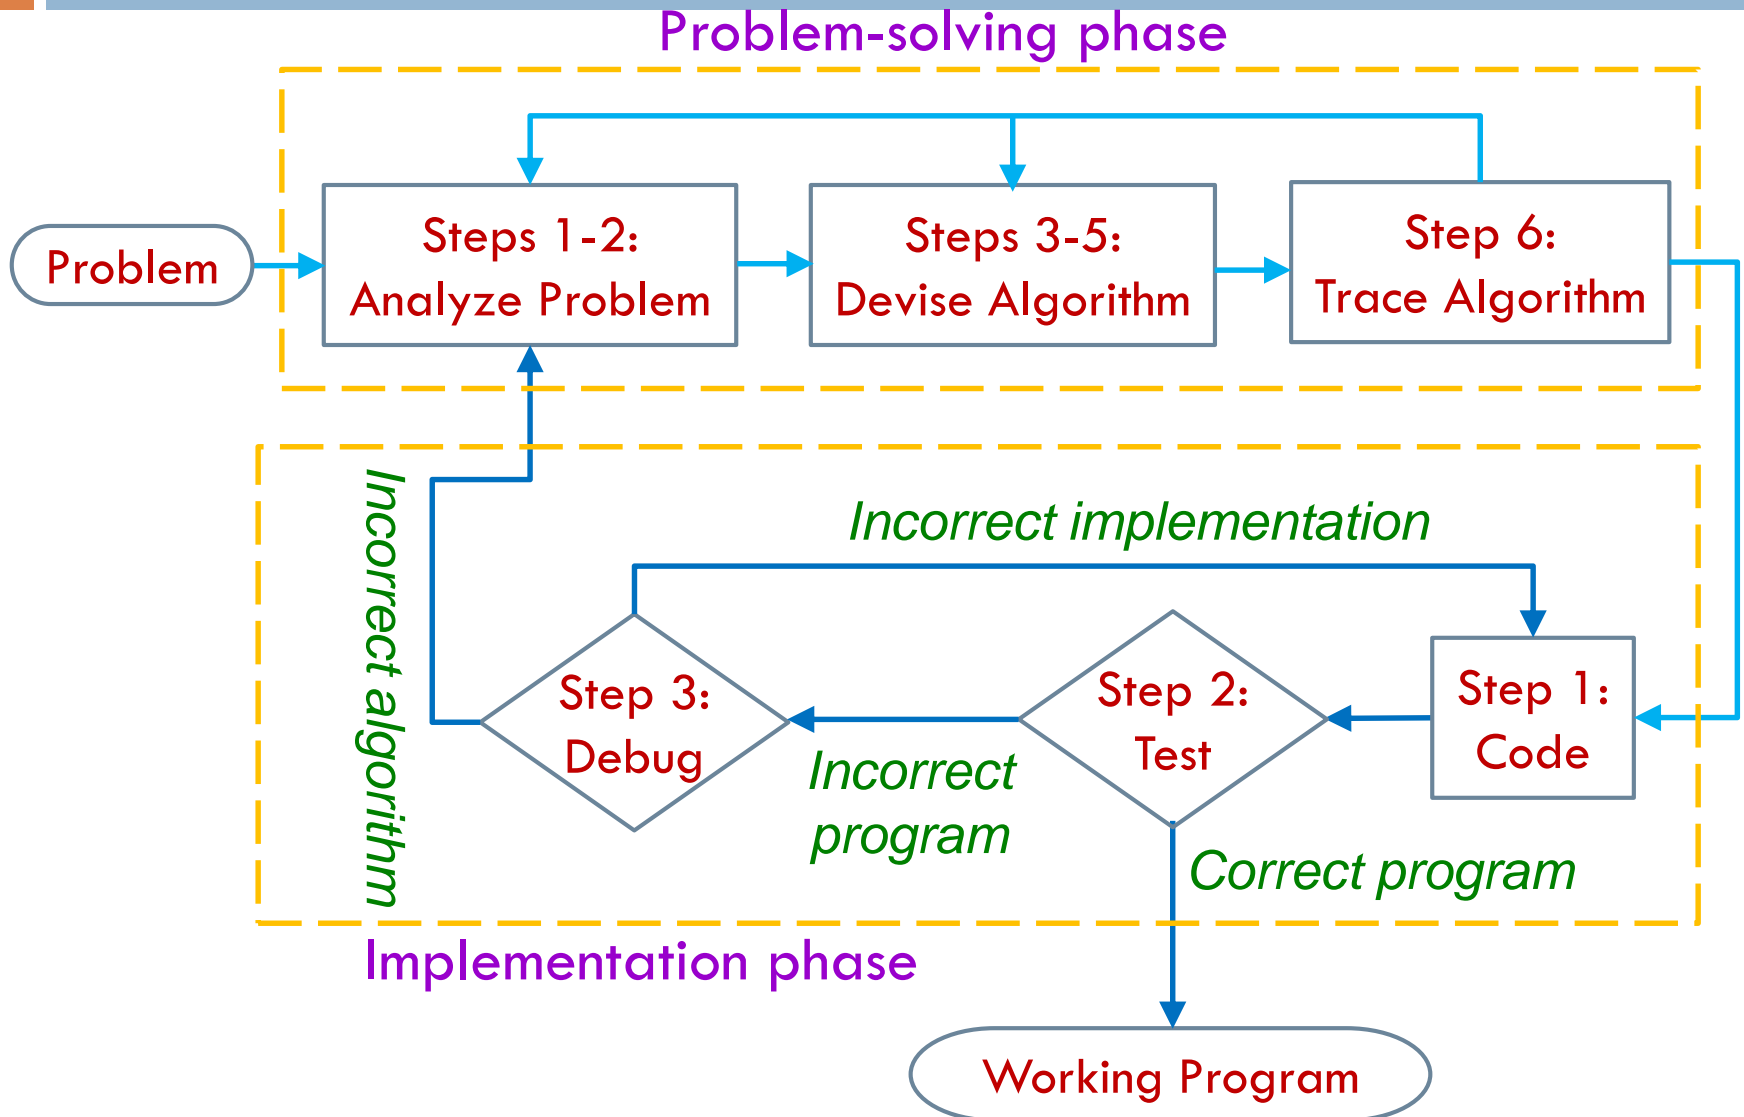 Problem-solving phase
Problem
Steps 1-2:
Analyze Problem
Steps 3-5:
Devise Algorithm
Step 6:
Trace Algorithm
Incorrect algorithm
Incorrect implementation
Step 3:
Debug
Incorrect
program
Step 2:
Test
Step 1:
Code
Correct program
Implementation phase
Working Program